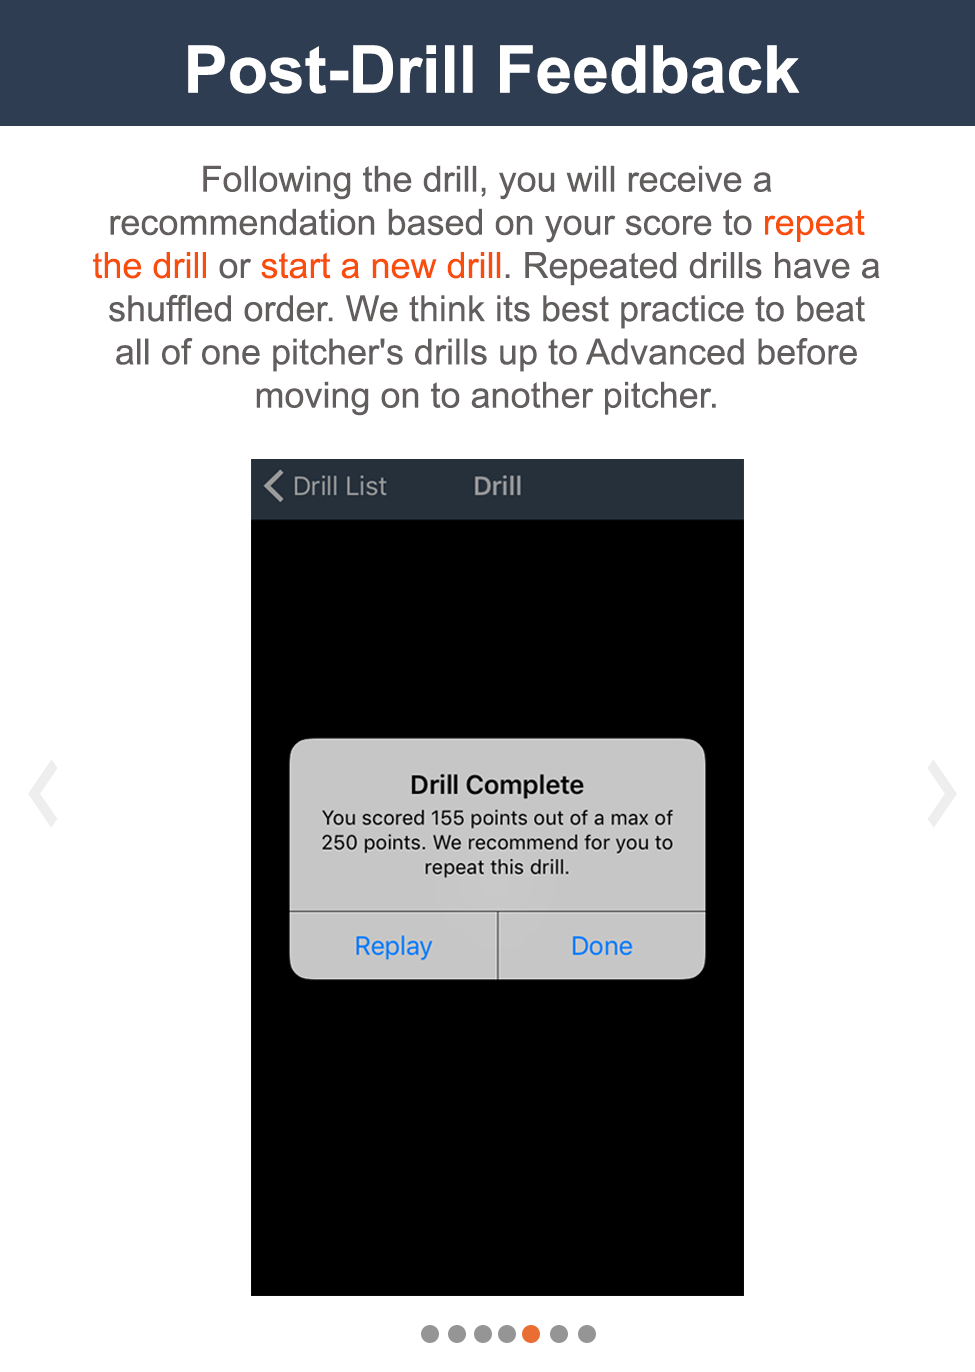 Post-Drill Feedback
Following the drill, you will receive a
recommendation based on your score to repeat
the drill or start a new drill. Repeated drills have a
shuffled order. We think its best practice to beat
all of one pitcher's drills up to Advanced before
moving on to another pitcher.
Drill List
Drill
Drill Complete
You scored 155 points out of a max of
250 points. We recommend for you to
repeat this drill.
Replay
Done